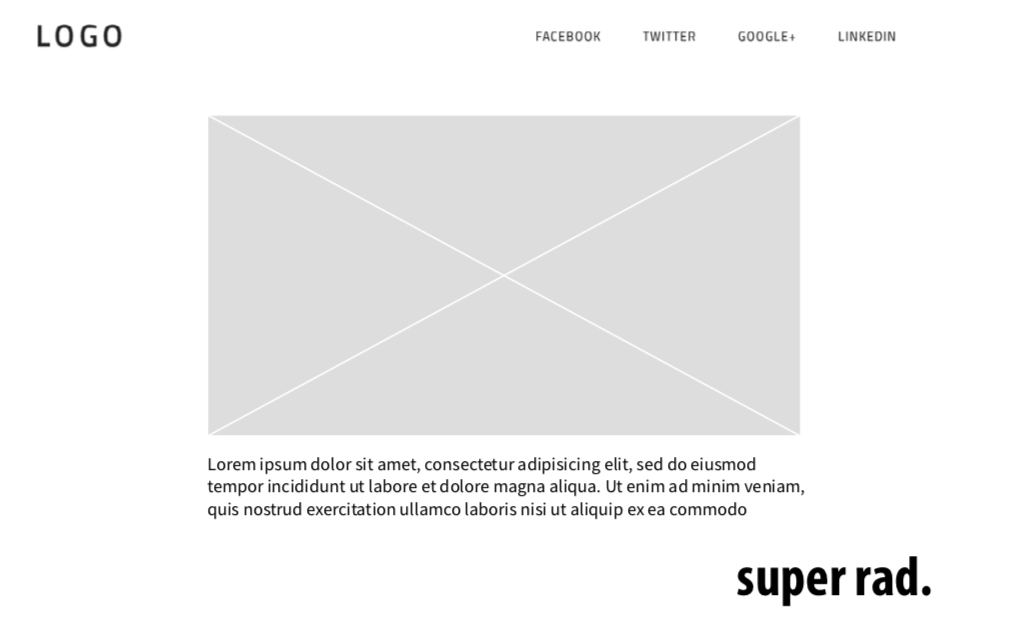 LOGO
FACEBOOK TWITTER GOOGLE+ LINKEDIN
Lorem ipsum dolor sit amet, consectetur adipisicing elit, sed do eiusmod
tempor incididunt ut labore et dolore magna aliqua. Ut enim ad minim veniam,
quis nostrud exercitation ullamco laboris nisi ut aliquip ex ea commodo
super rad.